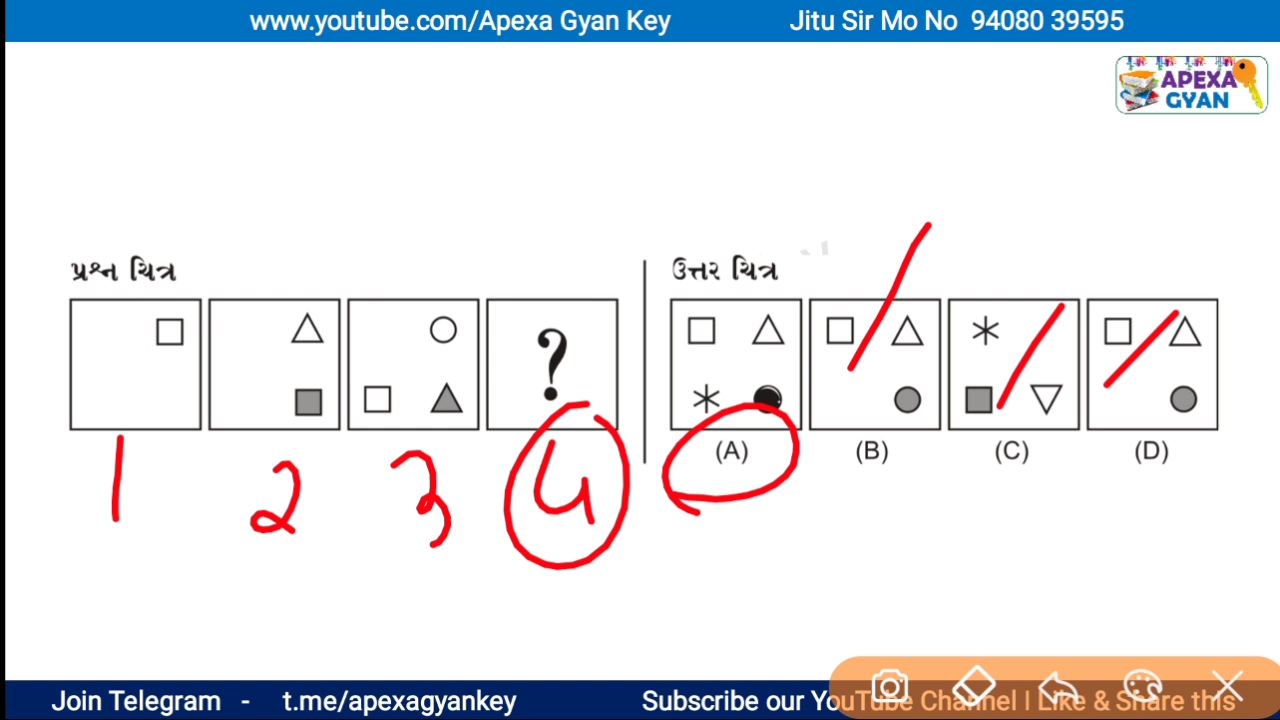 www.youtube.com/Apexa Gyan Key Jitu Sir Mo No 94080 39595
APEXA
GYAN
પ્રશ્ન ચિત્ર ઉત્તર ચિત્ર
?
(A) (B) (C) (D)
1 2 3 4
Join Telegram - t.me/apexagyankey Subscribe our YouTube Channel | Like & Share this